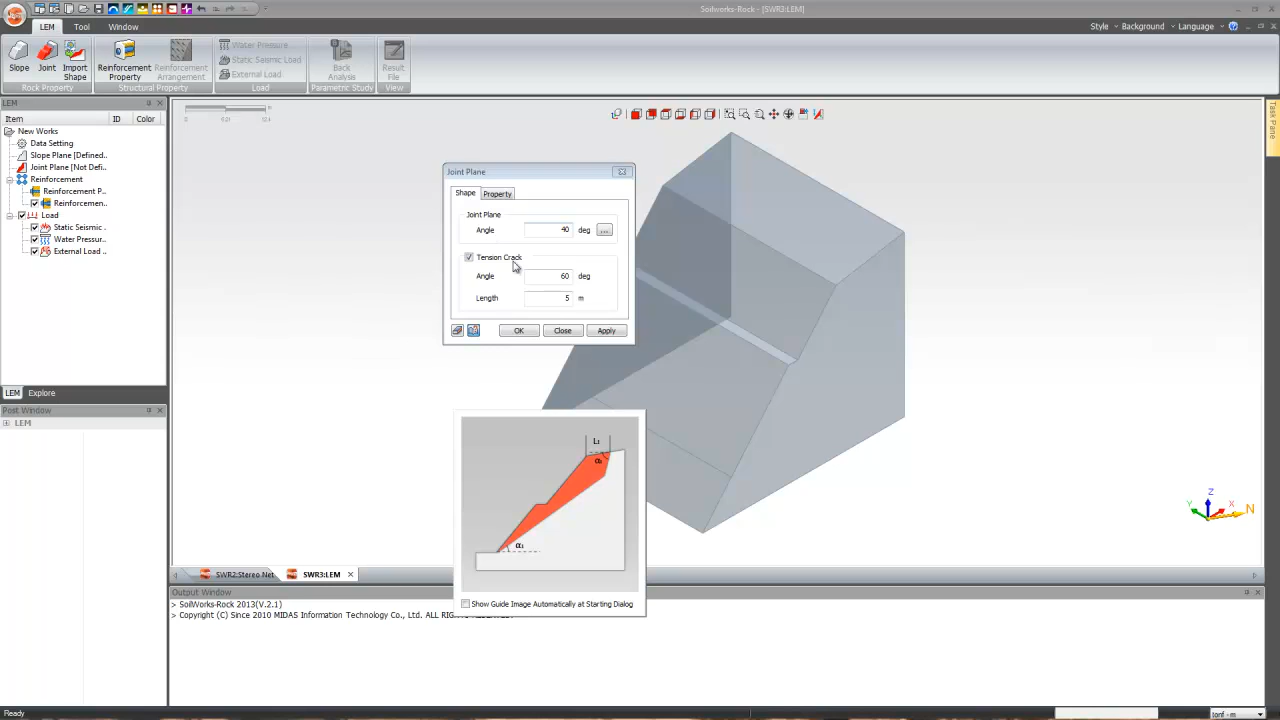 Soilworks-Rock - [SWR3:LEM]
LEM Tool Window
Style Background Language
Slope Joint Import Shape
Rock Property
Reinforcement Property Reinforcement Arrangement
Structural Property
Water Pressure
Static Seismic Load
External Load
Load
Back Analysis
Parametric Study
Result File
View
LEM
Item ID Color
New Works
Data Setting
Slope Plane [Defined..
Joint Plane [Not Defi..
Reinforcement
Reinforcement P..
Reinforcemen..
Load
Static Seismic ..
Water Pressur..
External Load ..
LEM Explore
Post Window
LEM
Task Pane
Joint Plane
Shape Property
Joint Plane
Angle 40 deg ...
Tension Crack
Angle 60 deg
Length 5 m
OK Close Apply
L₁
α₂
α₁
Show Guide Image Automatically at Starting Dialog
Z
Y X N
SWR2:Stereo Net SWR3:LEM
Output Window
> SoilWorks-Rock 2013(V.2.1)
> Copyright (C) Since 2010 MIDAS Information Technology Co., Ltd. ALL RIGHTS RESERVED.
Ready
tonf - m